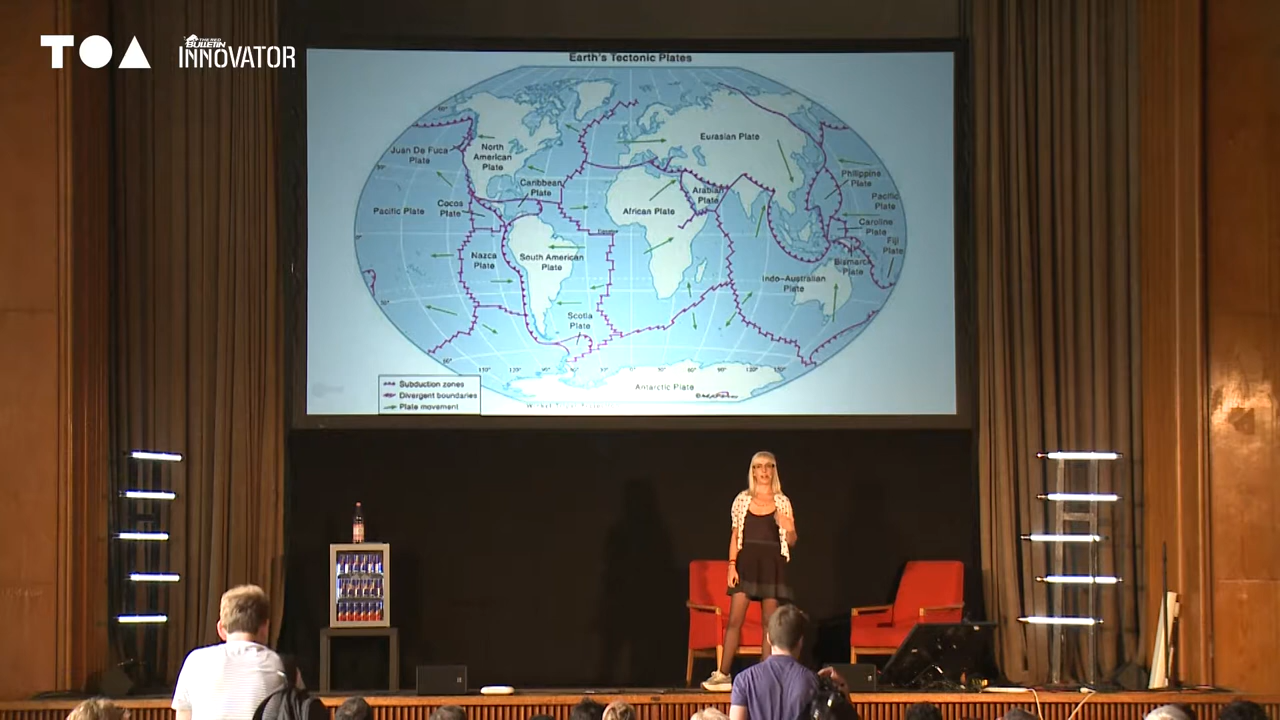 TOA
THE RED
BULLETIN
INNOVATOR
Earth's Tectonic Plates
Juan De Fuca
Plate
North
American
Plate
Eurasian Plate
Caribbean
Plate
Cocos
Plate
Pacific Plate
Arabian
Plate
African Plate
Philippine
Plate
Pacific
Plate
Caroline
Plate
Fiji
Plate
Bismarck
Plate
Nazca
Plate
South American
Plate
Indo-Australian
Plate
Scotia
Plate
Antarctic Plate
Subduction zones
Divergent boundaries
Plate movement